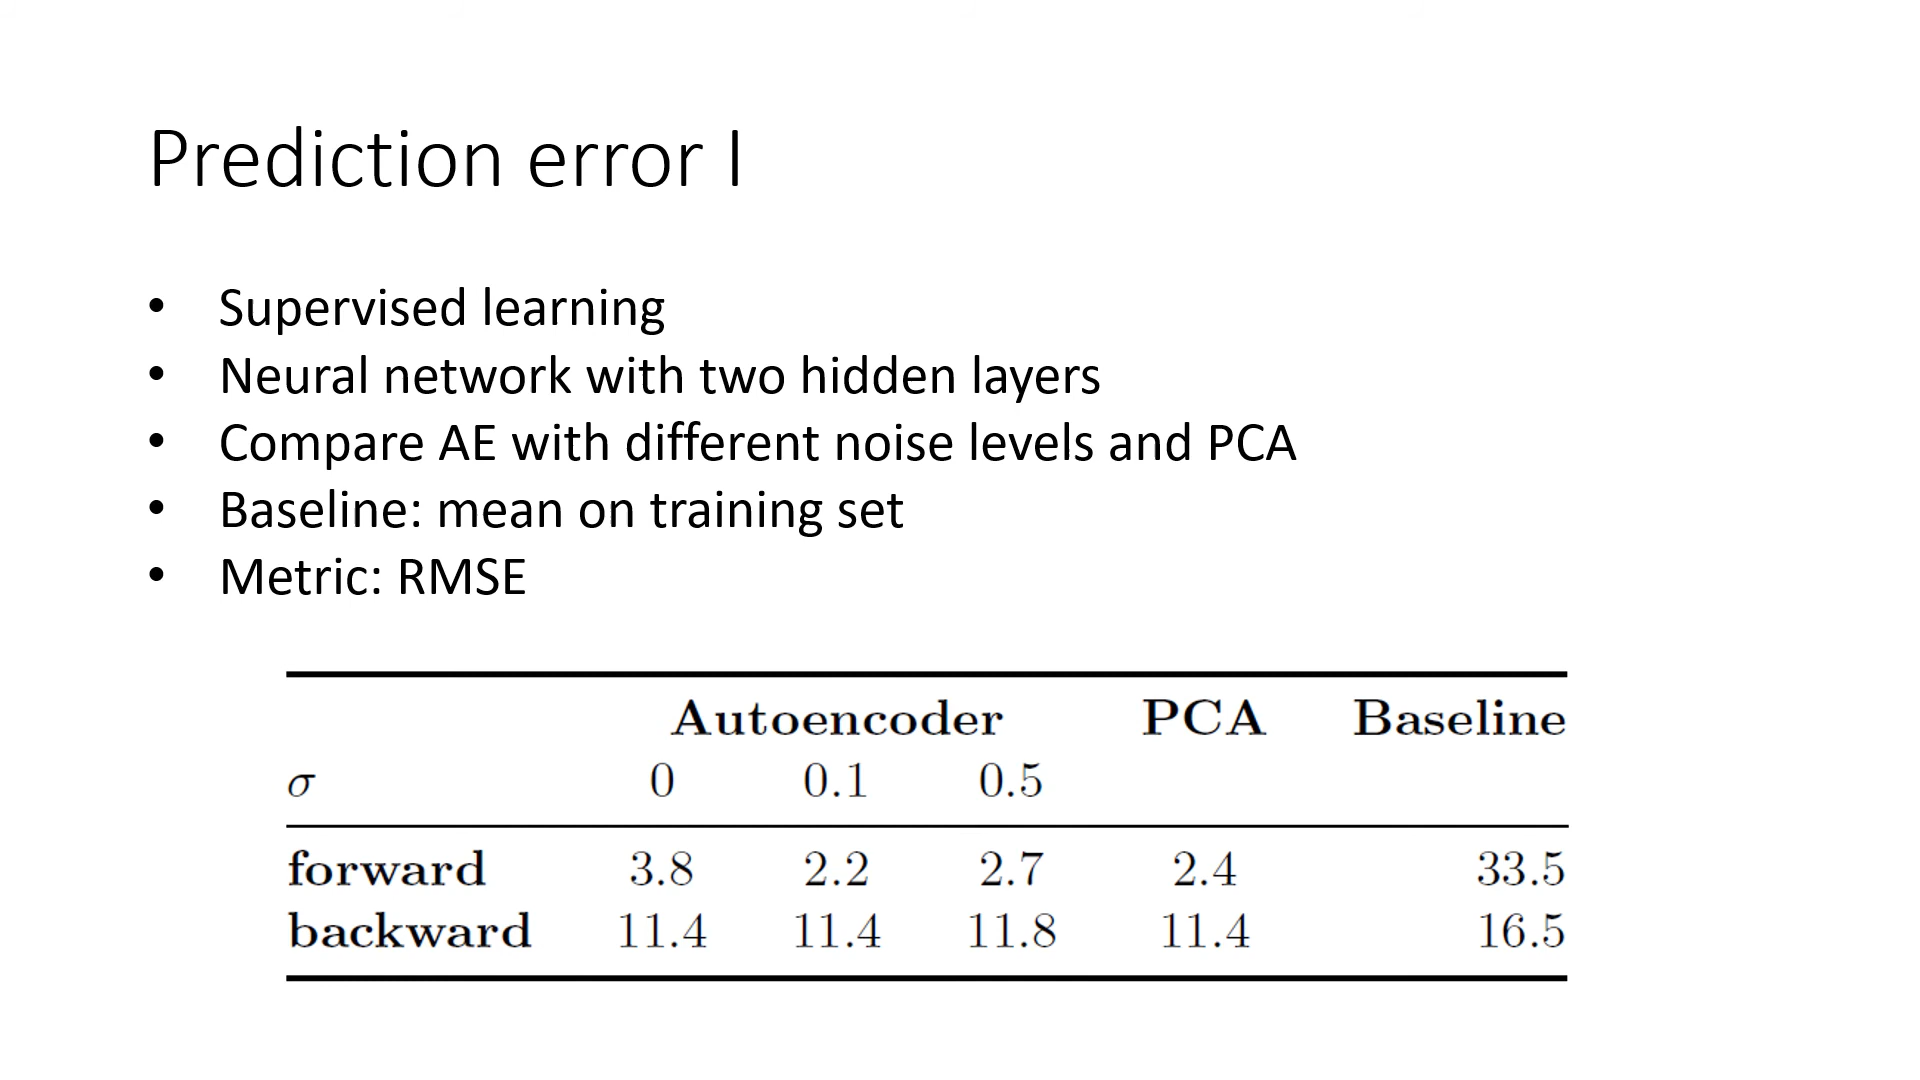 Prediction error I
• Supervised learning
• Neural network with two hidden layers
• Compare AE with different noise levels and PCA
• Baseline: mean on training set
• Metric: RMSE
Autoencoder PCA Baseline
σ 0 0.1 0.5
forward 3.8 2.2 2.7 2.4 33.5
backward 11.4 11.4 11.8 11.4 16.5